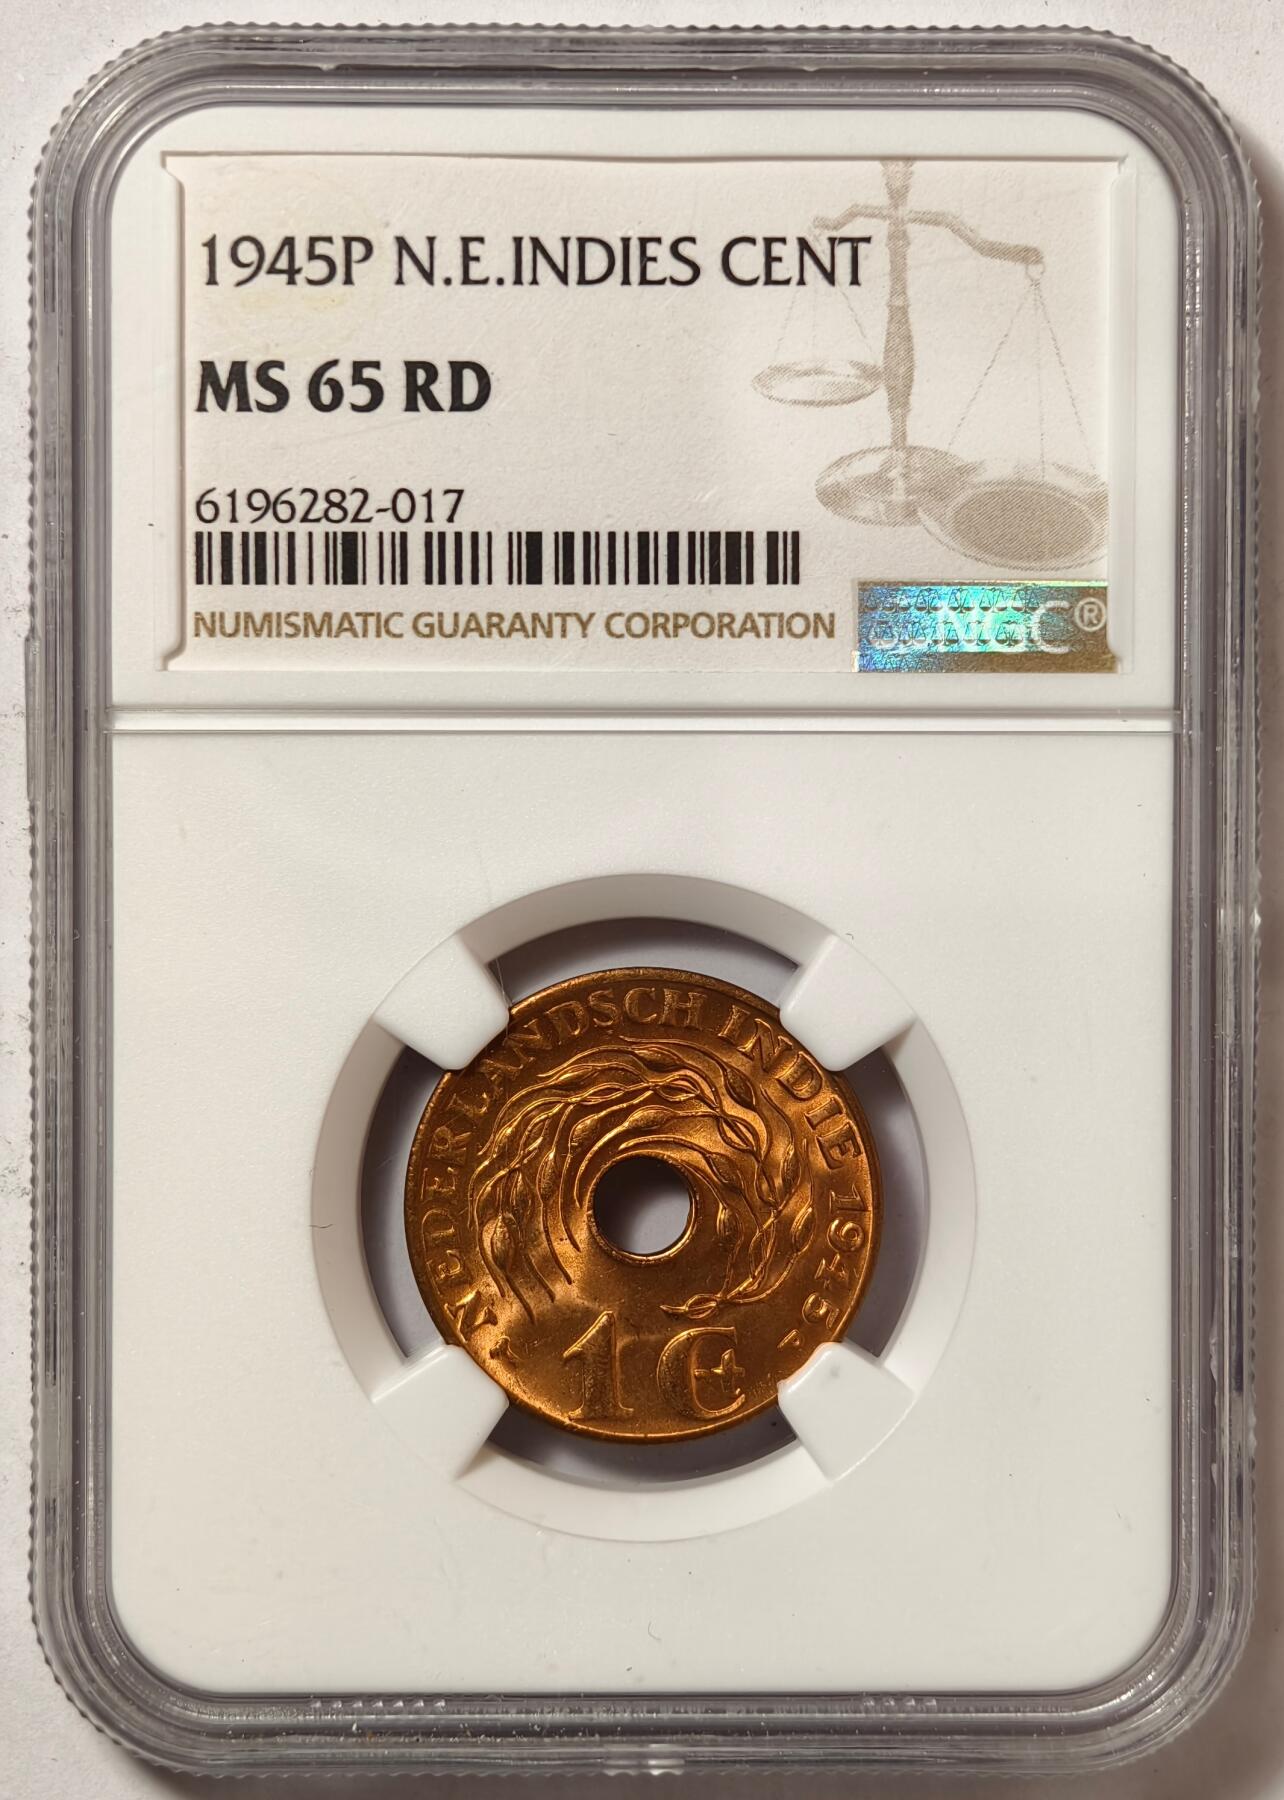 1945P N.E.INDIES CENT
MS 65 RD
6196282-017
NUMISMATIC GUARANTY CORPORATION
NGC®
NEDERLANDSCH INDIE 1945 P
1 C